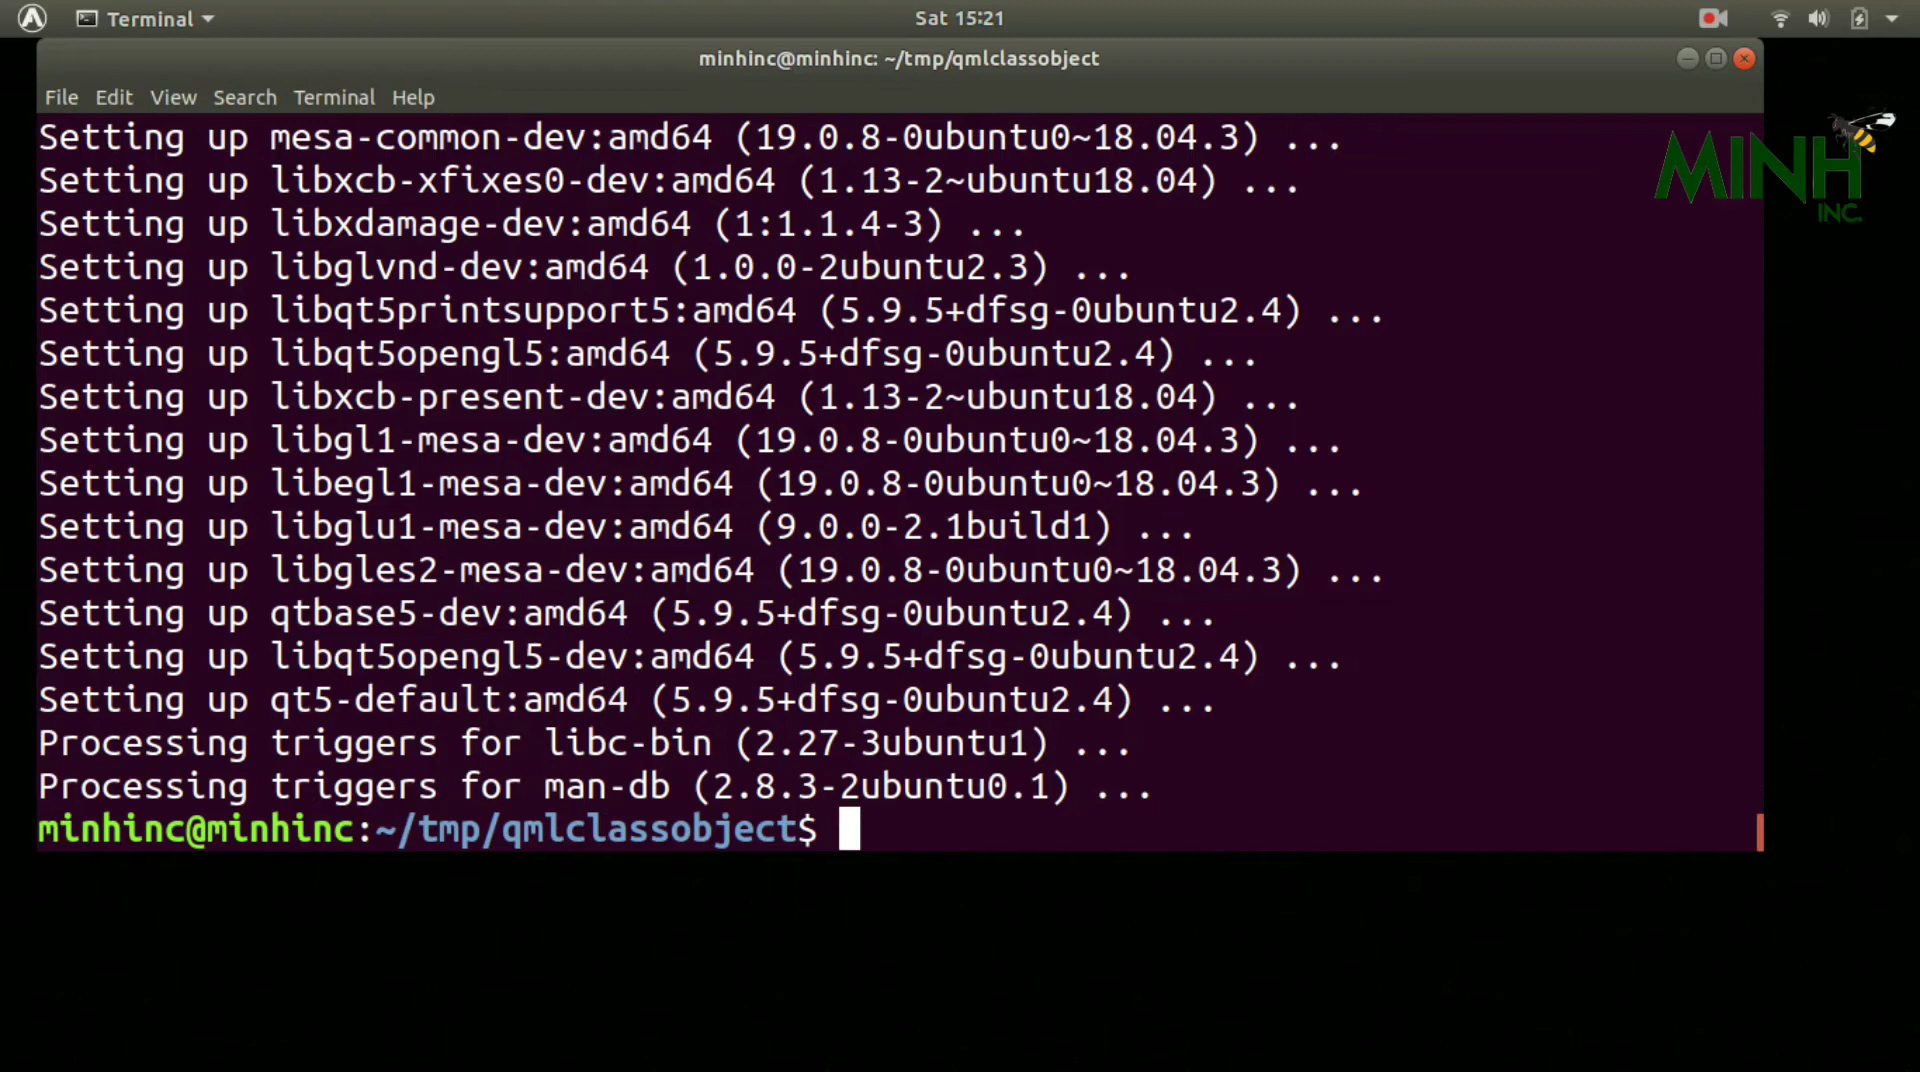 Terminal
Sat 15:21
minhinc@minhinc: ~/tmp/qmlclassobject
File Edit View Search Terminal Help
Setting up mesa-common-dev:amd64 (19.0.8-0ubuntu0~18.04.3) ...
Setting up libxcb-xfixes0-dev:amd64 (1.13-2~ubuntu18.04) ...
Setting up libxdamage-dev:amd64 (1:1.1.4-3) ...
Setting up libglvnd-dev:amd64 (1.0.0-2ubuntu2.3) ...
Setting up libqt5printsupport5:amd64 (5.9.5+dfsg-0ubuntu2.4) ...
Setting up libqt5opengl5:amd64 (5.9.5+dfsg-0ubuntu2.4) ...
Setting up libxcb-present-dev:amd64 (1.13-2~ubuntu18.04) ...
Setting up libgl1-mesa-dev:amd64 (19.0.8-0ubuntu0~18.04.3) ...
Setting up libegl1-mesa-dev:amd64 (19.0.8-0ubuntu0~18.04.3) ...
Setting up libglu1-mesa-dev:amd64 (9.0.0-2.1build1) ...
Setting up libgles2-mesa-dev:amd64 (19.0.8-0ubuntu0~18.04.3) ...
Setting up qtbase5-dev:amd64 (5.9.5+dfsg-0ubuntu2.4) ...
Setting up libqt5opengl5-dev:amd64 (5.9.5+dfsg-0ubuntu2.4) ...
Setting up qt5-default:amd64 (5.9.5+dfsg-0ubuntu2.4) ...
Processing triggers for libc-bin (2.27-3ubuntu1) ...
Processing triggers for man-db (2.8.3-2ubuntu0.1) ...
minhinc@minhinc:~/tmp/qmlclassobject$
MINH
INC.